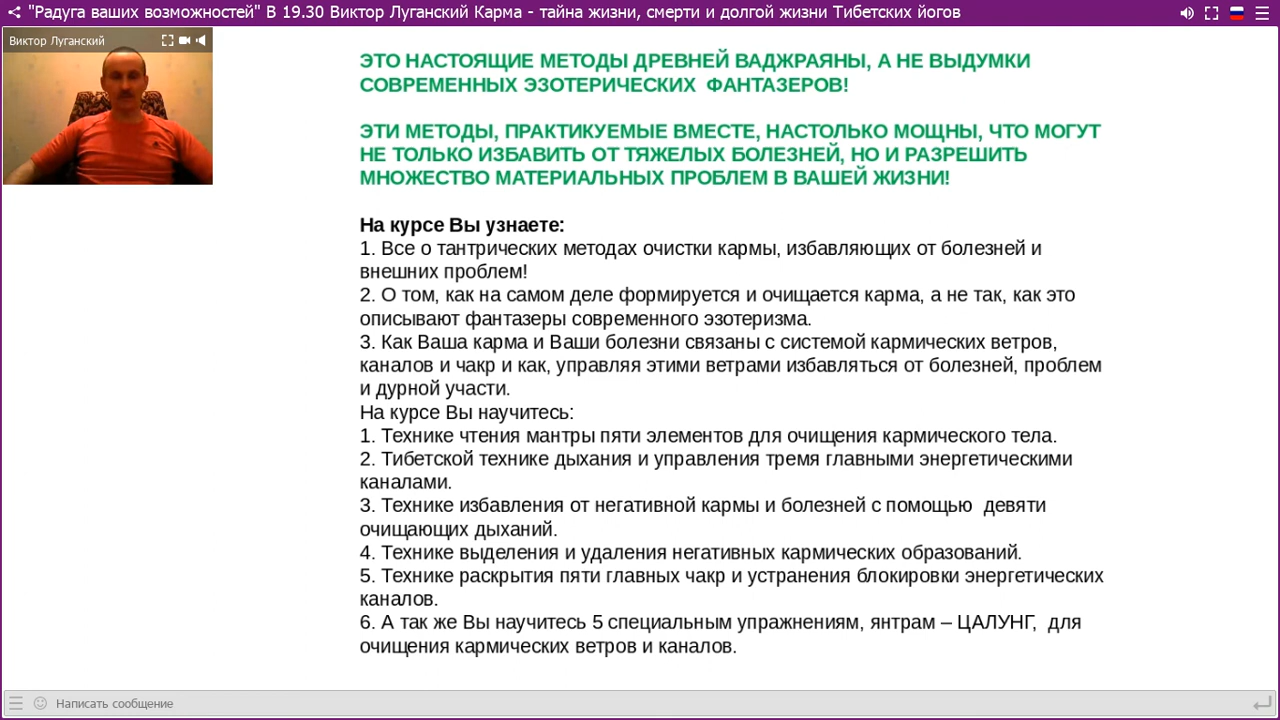 "Радуга ваших возможностей" В 19.30 Виктор Луганский Карма - тайна жизни, смерти и долгой жизни Тибетских йогов
Виктор Луганский
ЭТО НАСТОЯЩИЕ МЕТОДЫ ДРЕВНЕЙ ВАДЖРАЯНЫ, А НЕ ВЫДУМКИ
СОВРЕМЕННЫХ ЭЗОТЕРИЧЕСКИХ  ФАНТАЗЕРОВ!
ЭТИ МЕТОДЫ, ПРАКТИКУЕМЫЕ ВМЕСТЕ, НАСТОЛЬКО МОЩНЫ, ЧТО МОГУТ
НЕ ТОЛЬКО ИЗБАВИТЬ ОТ ТЯЖЕЛЫХ БОЛЕЗНЕЙ, НО И РАЗРЕШИТЬ
МНОЖЕСТВО МАТЕРИАЛЬНЫХ ПРОБЛЕМ В ВАШЕЙ ЖИЗНИ!
На курсе Вы узнаете:
1. Все о тантрических методах очистки кармы, избавляющих от болезней и
внешних проблем!
2. О том, как на самом деле формируется и очищается карма, а не так, как это
описывают фантазеры современного эзотеризма.
3. Как Ваша карма и Ваши болезни связаны с системой кармических ветров,
каналов и чакр и как, управляя этими ветрами избавляться от болезней, проблем
и дурной участи.
На курсе Вы научитесь:
1. Технике чтения мантры пяти элементов для очищения кармического тела.
2. Тибетской технике дыхания и управления тремя главными энергетическими
каналами.
3. Технике избавления от негативной кармы и болезней с помощью  девяти
очищающих дыханий.
4. Технике выделения и удаления негативных кармических образований.
5. Технике раскрытия пяти главных чакр и устранения блокировки энергетических
каналов.
6. А так же Вы научитесь 5 специальным упражнениям, янтрам – ЦАЛУНГ,  для
очищения кармических ветров и каналов.
Написать сообщение